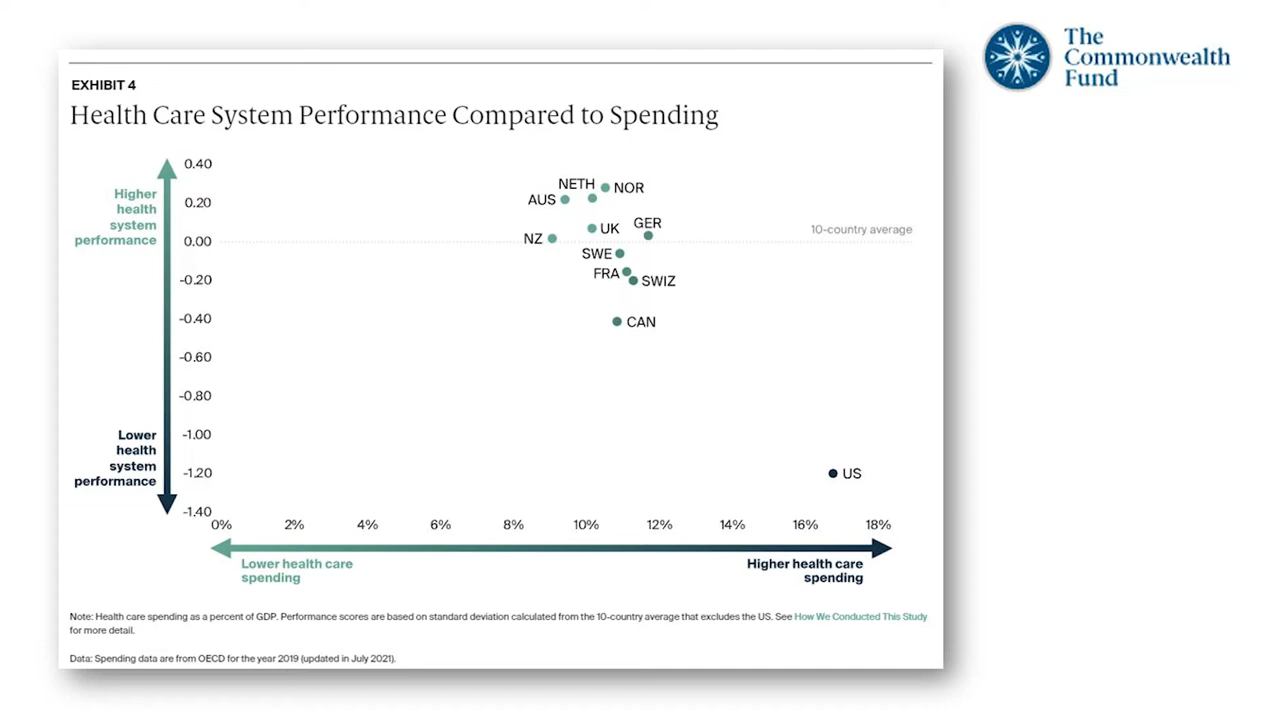 The
Commonwealth
Fund
EXHIBIT 4
Health Care System Performance Compared to Spending
Higher
health
system
performance
Lower
health
system
performance
0.40
0.20
0.00
-0.20
-0.40
-0.60
-0.80
-1.00
-1.20
-1.40
NETH
NOR
AUS
UK
GER
NZ
10-country average
SWE
FRA
SWIZ
CAN
US
0% 2% 4% 6% 8% 10% 12% 14% 16% 18%
Lower health care
spending
Higher health care
spending
Note: Health care spending as a percent of GDP. Performance scores are based on standard deviation calculated from the 10-country average that excludes the US. See How We Conducted This Study
for more detail.
Data: Spending data are from OECD for the year 2019 (updated in July 2021).